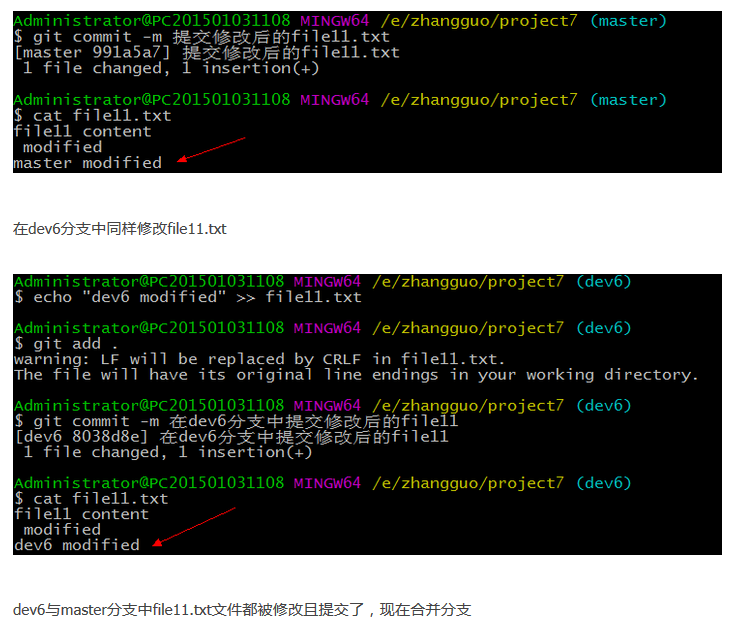 Administrator@PC201501031108 MINGW64 /e/zhangguo/project7 (master)
$ git commit -m 提交修改后的file11.txt
[master 991a5a7] 提交修改后的file11.txt
 1 file changed, 1 insertion(+)
Administrator@PC201501031108 MINGW64 /e/zhangguo/project7 (master)
$ cat file11.txt
file11 content
 modified
master modified
在dev6分支中同样修改file11.txt
Administrator@PC201501031108 MINGW64 /e/zhangguo/project7 (dev6)
$ echo "dev6 modified" >> file11.txt
Administrator@PC201501031108 MINGW64 /e/zhangguo/project7 (dev6)
$ git add .
warning: LF will be replaced by CRLF in file11.txt.
The file will have its original line endings in your working directory.
Administrator@PC201501031108 MINGW64 /e/zhangguo/project7 (dev6)
$ git commit -m 在dev6分支中提交修改后的file11
[dev6 8038d8e] 在dev6分支中提交修改后的file11
 1 file changed, 1 insertion(+)
Administrator@PC201501031108 MINGW64 /e/zhangguo/project7 (dev6)
$ cat file11.txt
file11 content
 modified
dev6 modified
dev6与master分支中file11.txt文件都被修改且提交了，现在合并分支